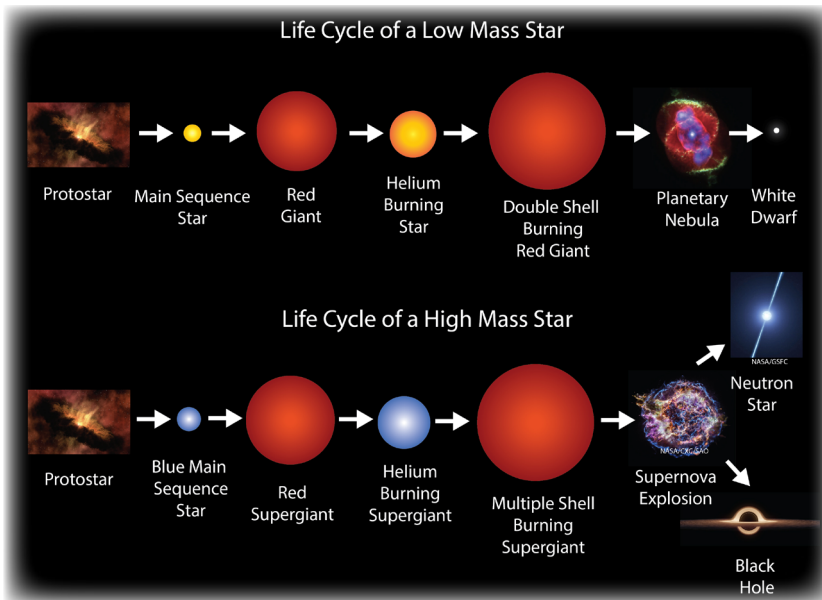 Life Cycle of a Low Mass Star
Protostar
Main Sequence
Star
Red
Giant
Helium
Burning
Star
Double Shell
Burning
Red Giant
Planetary
Nebula
White
Dwarf
Life Cycle of a High Mass Star
Protostar
Blue Main
Sequence
Star
Red
Supergiant
Helium
Burning
Supergiant
Multiple Shell
Burning
Supergiant
NASA/CXC/SAO
Supernova
Explosion
NASA/GSFC
Neutron
Star
Black
Hole